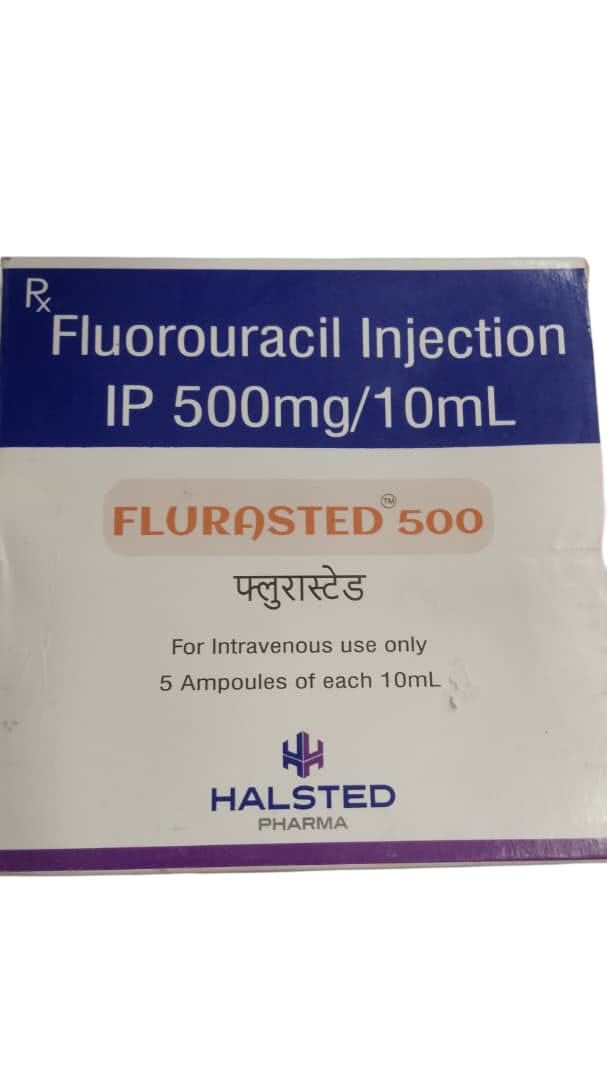 Rx
Fluorouracil Injection
IP 500mg/10mL
FLURASTED™ 500
फ्लुरास्टेड
For Intravenous use only
5 Ampoules of each 10mL
HALSTED
PHARMA